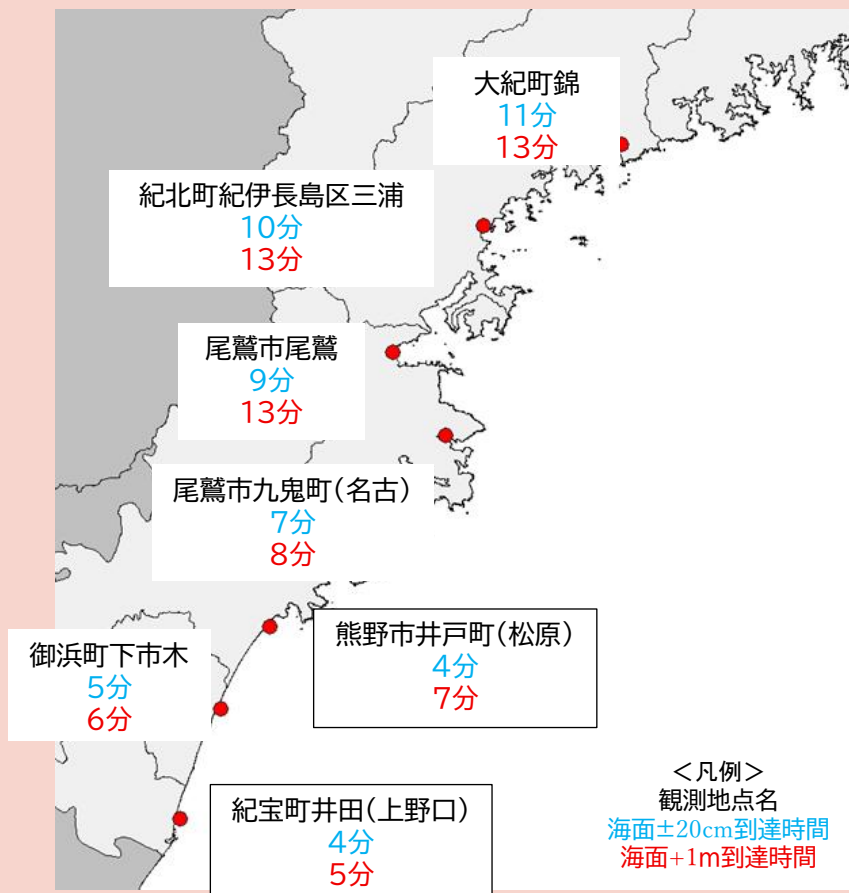 大紀町錦
11分
13分
紀北町紀伊長島区三浦
10分
13分
尾鷲市尾鷲
9分
13分
尾鷲市九鬼町(名古)
7分
8分
熊野市井戸町(松原)
4分
7分
御浜町下市木
5分
6分
紀宝町井田(上野口)
4分
5分
<凡例>
観測地点名
海面±20cm到達時間
海面+1m到達時間